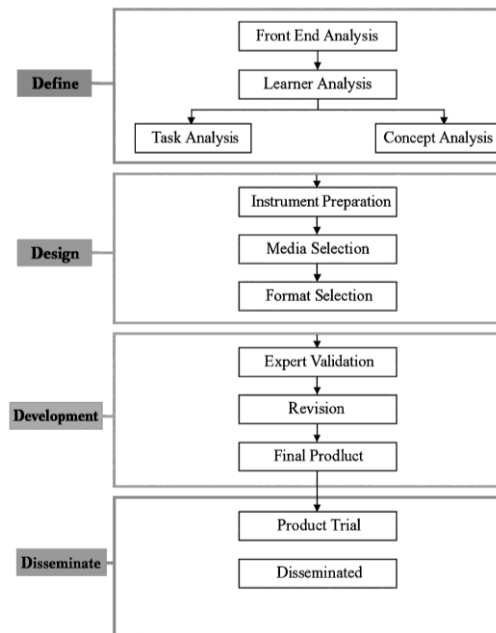 Front End Analysis
Define
Learner Analysis
Task Analysis
Concept Analysis
Instrument Preparation
Design
Media Selection
Format Selection
Expert Validation
Development
Revision
Final Prodluct
Product Trial
Disseminate
Disseminated